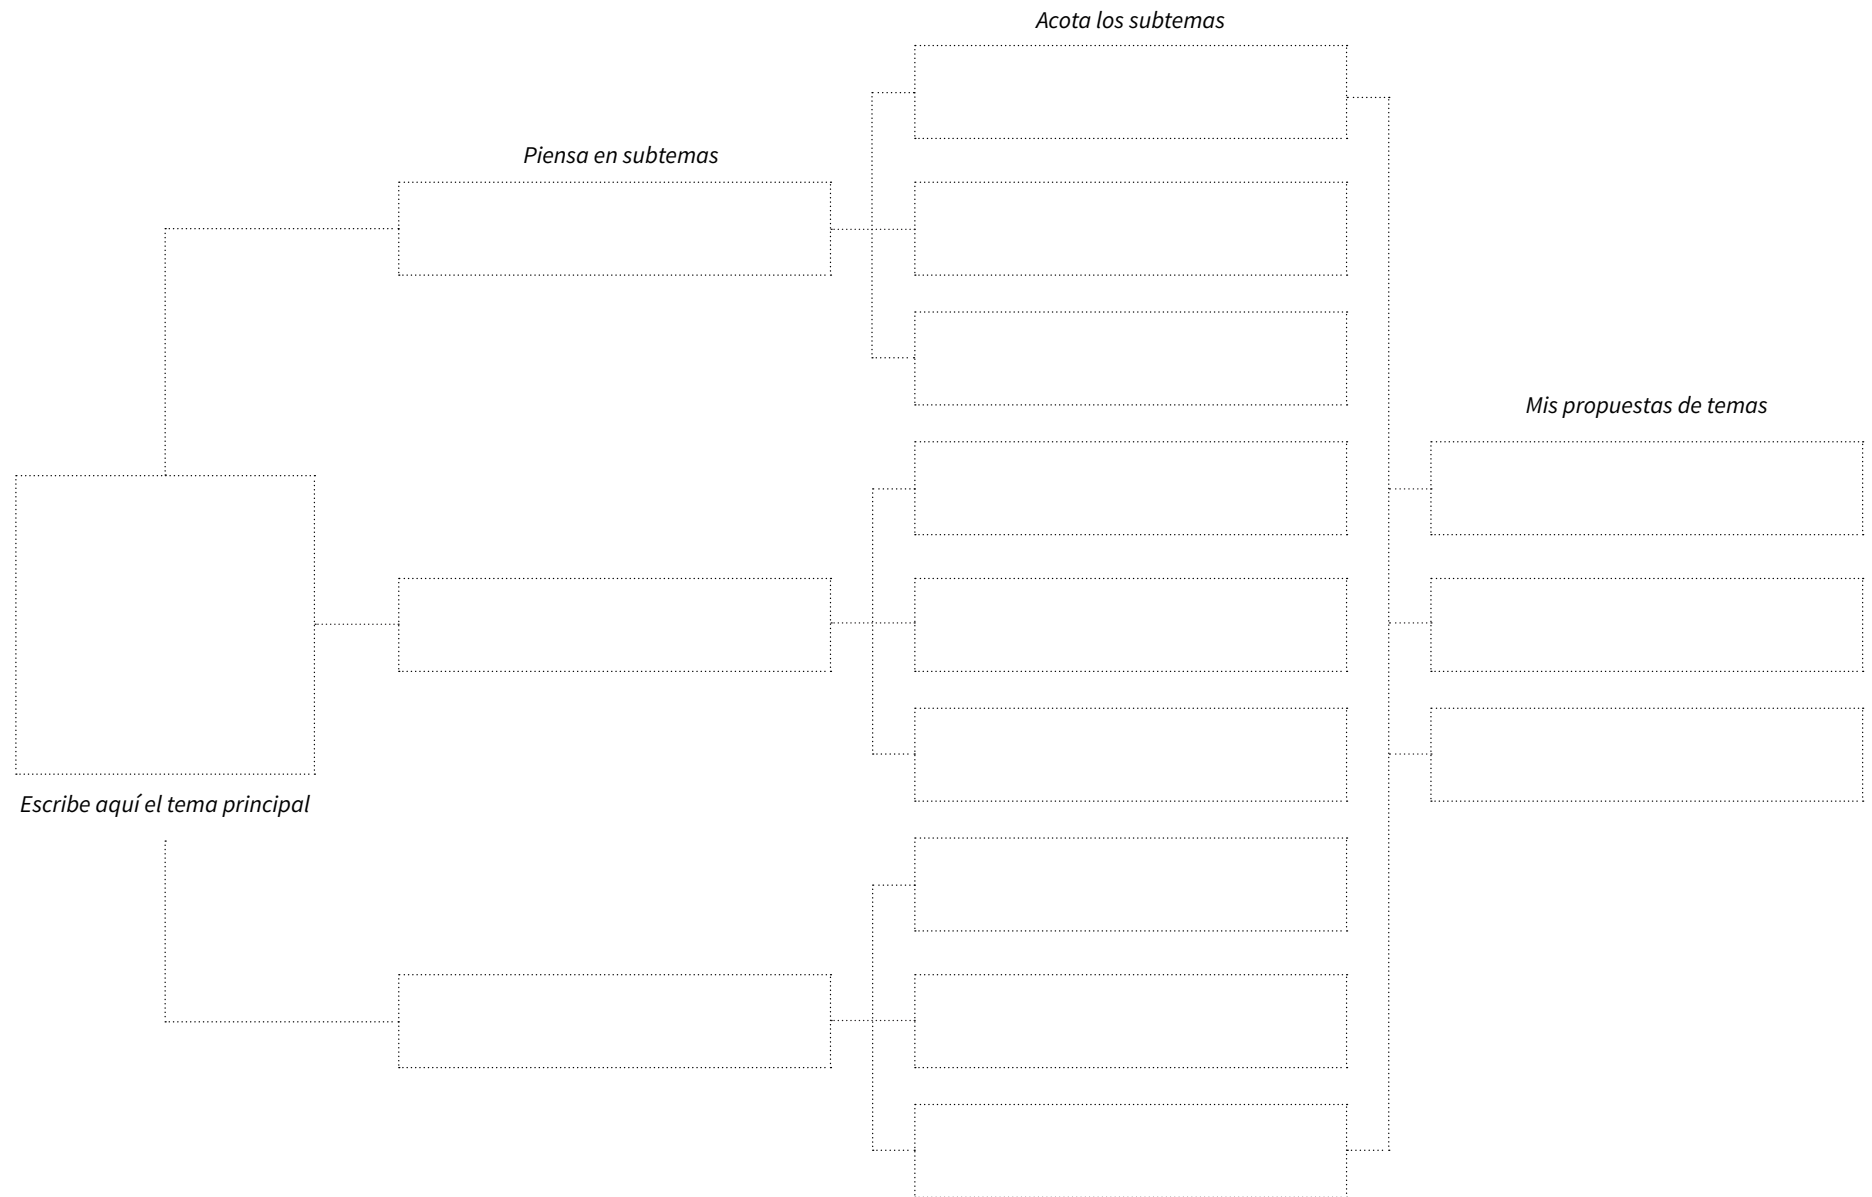 Acota los subtemas
Piensa en subtemas
Mis propuestas de temas
Escribe aquí el tema principal